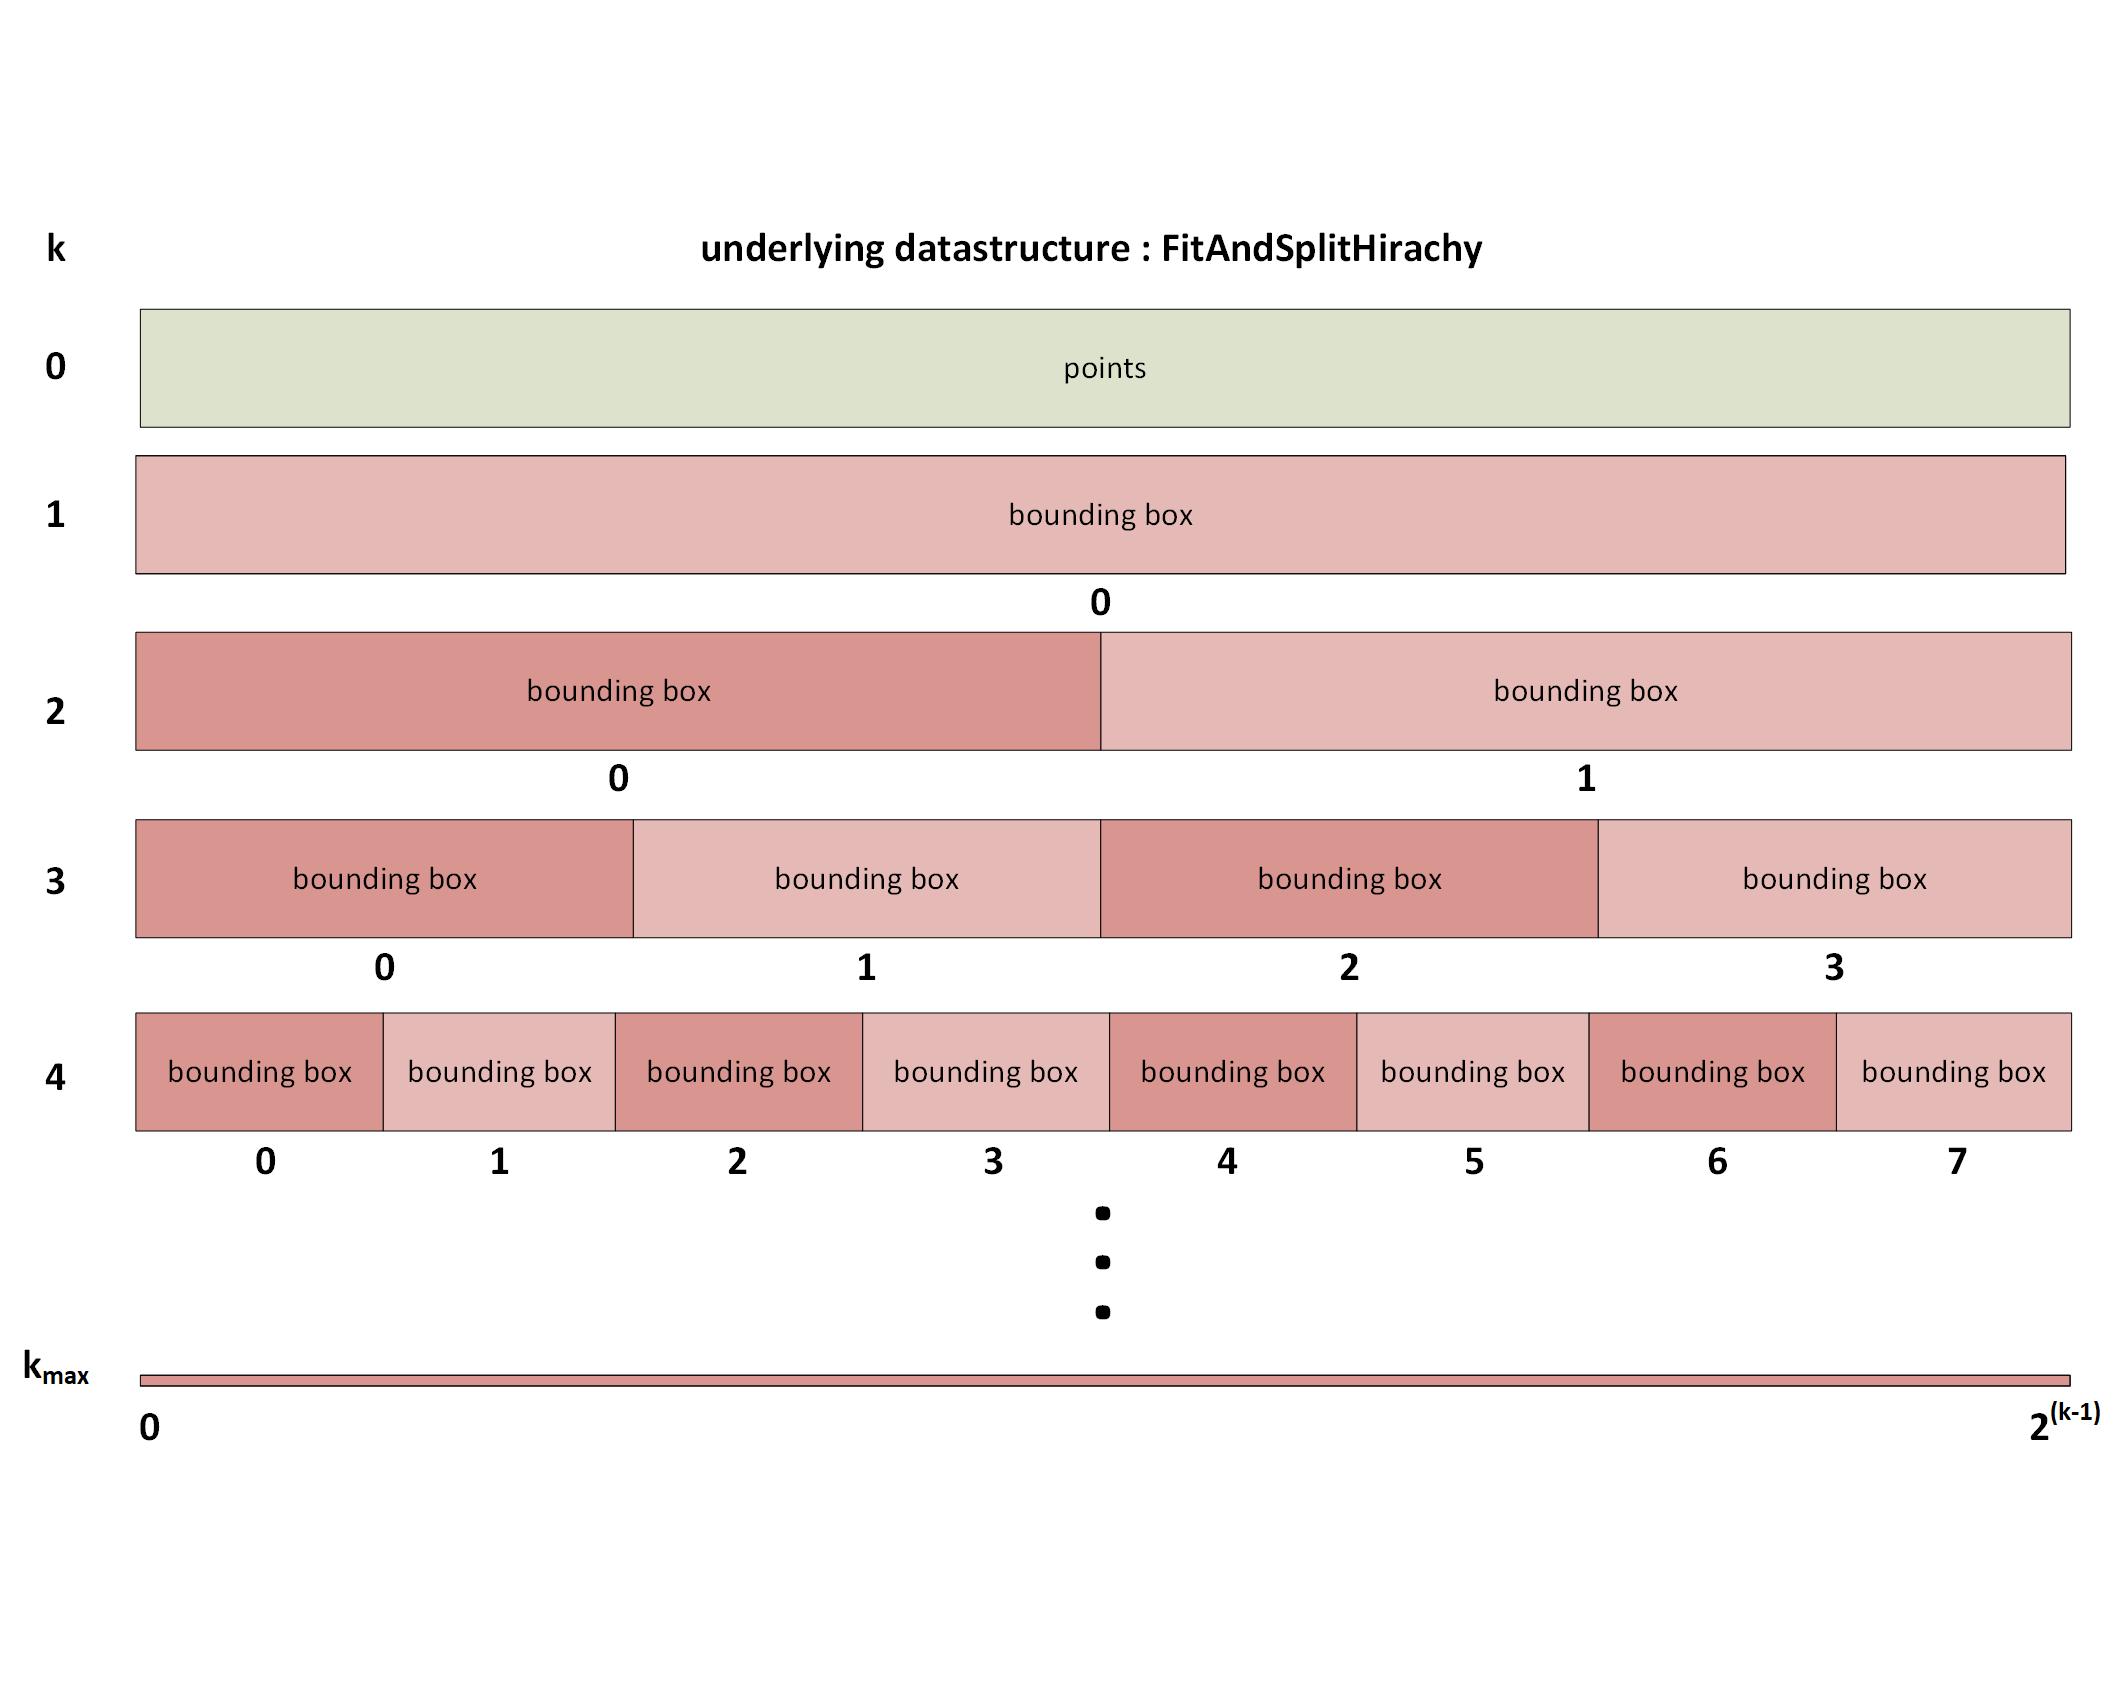 k
underlying datastructure : FitAndSplitHirachy
0
points
1
bounding box
0
2
bounding box bounding box
0 1
3
bounding box bounding box bounding box bounding box
0 1 2 3
4
bounding box bounding box bounding box bounding box bounding box bounding box bounding box bounding box
0 1 2 3 4 5 6 7
kmax
0 2(k-1)